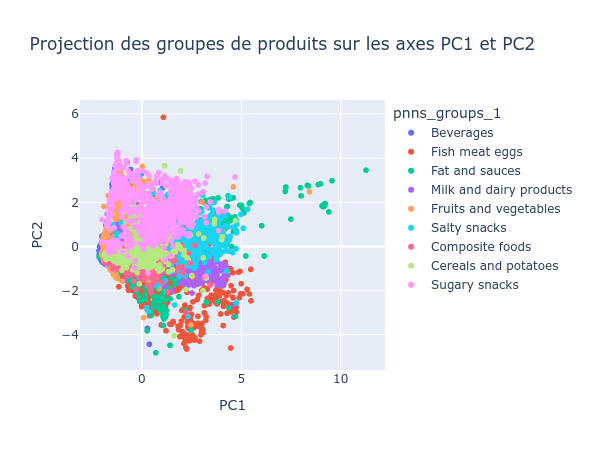 Projection des groupes de produits sur les axes PC1 et PC2
pnns_groups_1
Beverages
Fish meat eggs
Fat and sauces
Milk and dairy products
Fruits and vegetables
Salty snacks
Composite foods
Cereals and potatoes
Sugary snacks
6
4
2
0
−2
−4
PC2
0 5 10
PC1